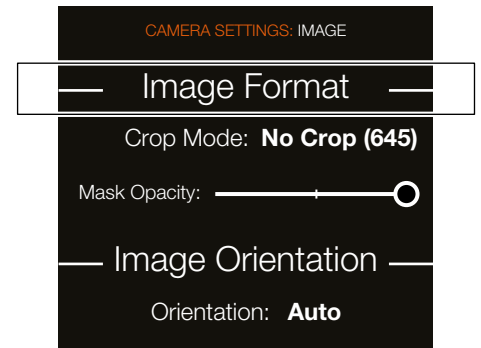 CAMERA SETTINGS: IMAGE
Image Format
Crop Mode: No Crop (645)
Mask Opacity:
Image Orientation
Orientation: Auto